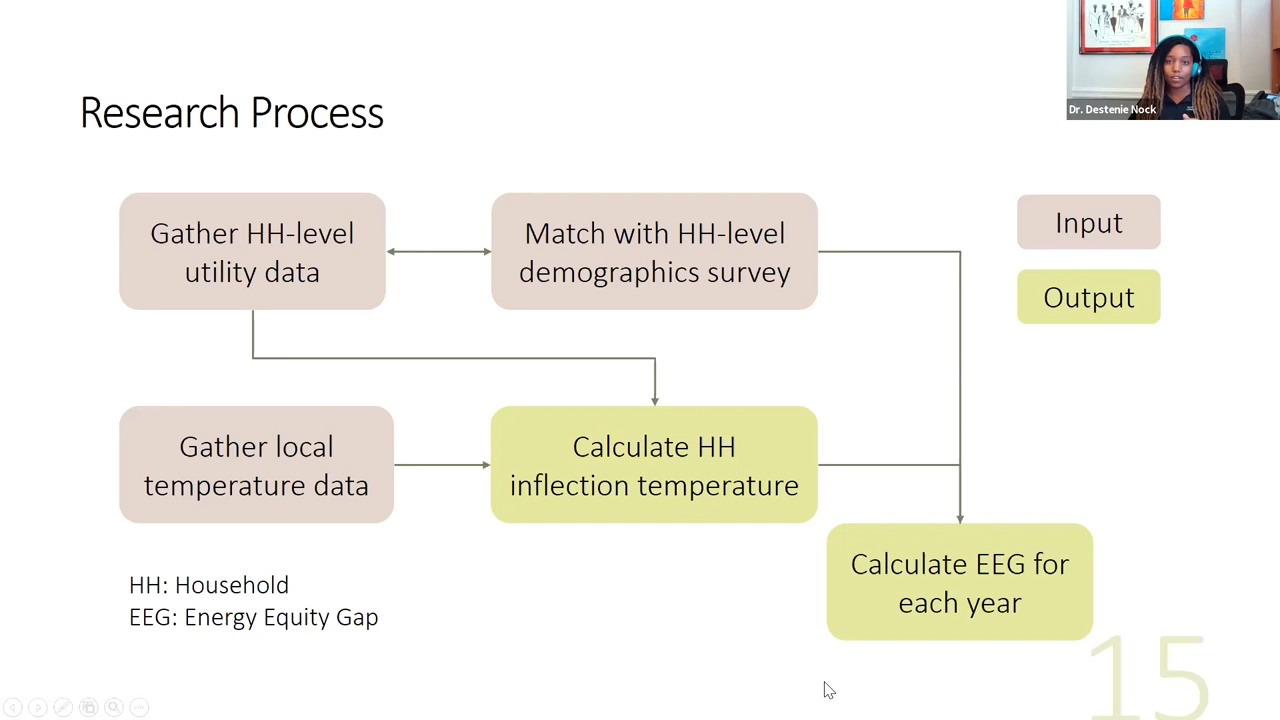 Dr. Destenie Nock
Research Process
Gather HH-level
utility data
Match with HH-level
demographics survey
Input
Output
Gather local
temperature data
Calculate HH
inflection temperature
Calculate EEG for
each year
HH: Household
EEG: Energy Equity Gap
15